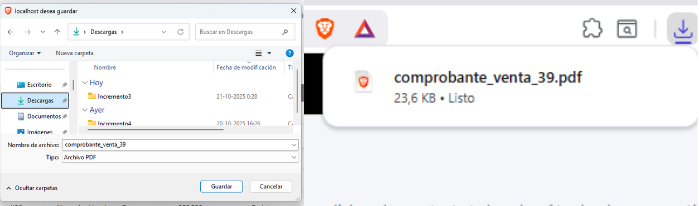 localhost desea guardar
Descargas
Buscar en Descargas
Organizar
Nueva carpeta
Nombre
Fecha de modificación
Hoy
Escritorio
Incremento3
21-10-2025 0:28
Descargas
Ayer
Documentos
Incremento4
20-10-2025 16:26
Imágenes
Nombre de archivo:
comprobante_venta_39
Tipo:
Archivo PDF
Ocultar carpetas
Guardar
Cancelar
comprobante_venta_39.pdf
23,6 KB • Listo